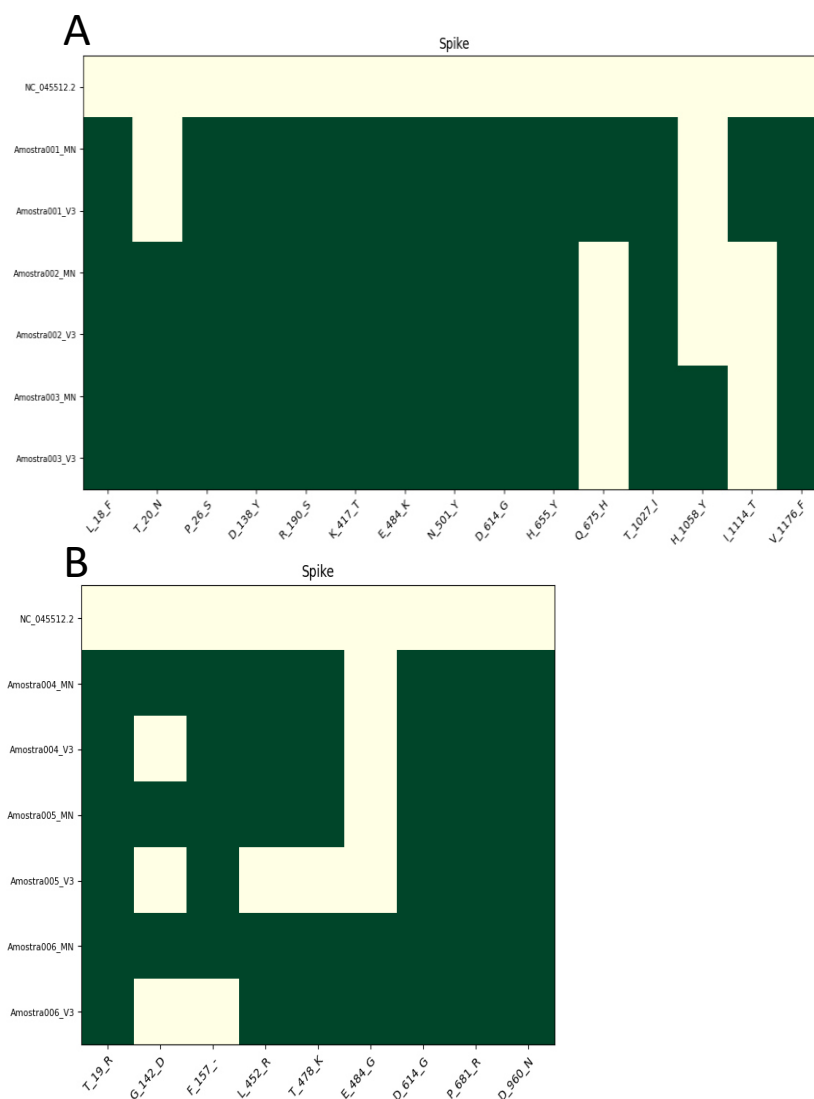 A
Spike
NC_045512.2
Amostra001_MN
Amostra001_V3
Amostra002_MN
Amostra002_V3
Amostra003_MN
Amostra003_V3
L_18_F
T_20_N
P_26_S
D_138_Y
R_190_S
K_417_T
E_484_K
N_501_Y
D_614_G
H_655_Y
Q_675_H
T_1027_I
H_1058_Y
I_1114_T
V_1176_F
B
Spike
NC_045512.2
Amostra004_MN
Amostra004_V3
Amostra005_MN
Amostra005_V3
Amostra006_MN
Amostra006_V3
T_19_R
G_142_D
F_157_-
L_452_R
T_478_K
E_484_G
D_614_G
P_681_R
D_960_N